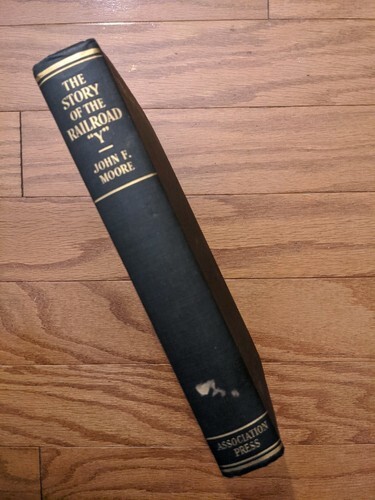 THE
STORY
OF THE
RAILROAD
"Y"
JOHN F.
MOORE
ASSOCIATION
PRESS